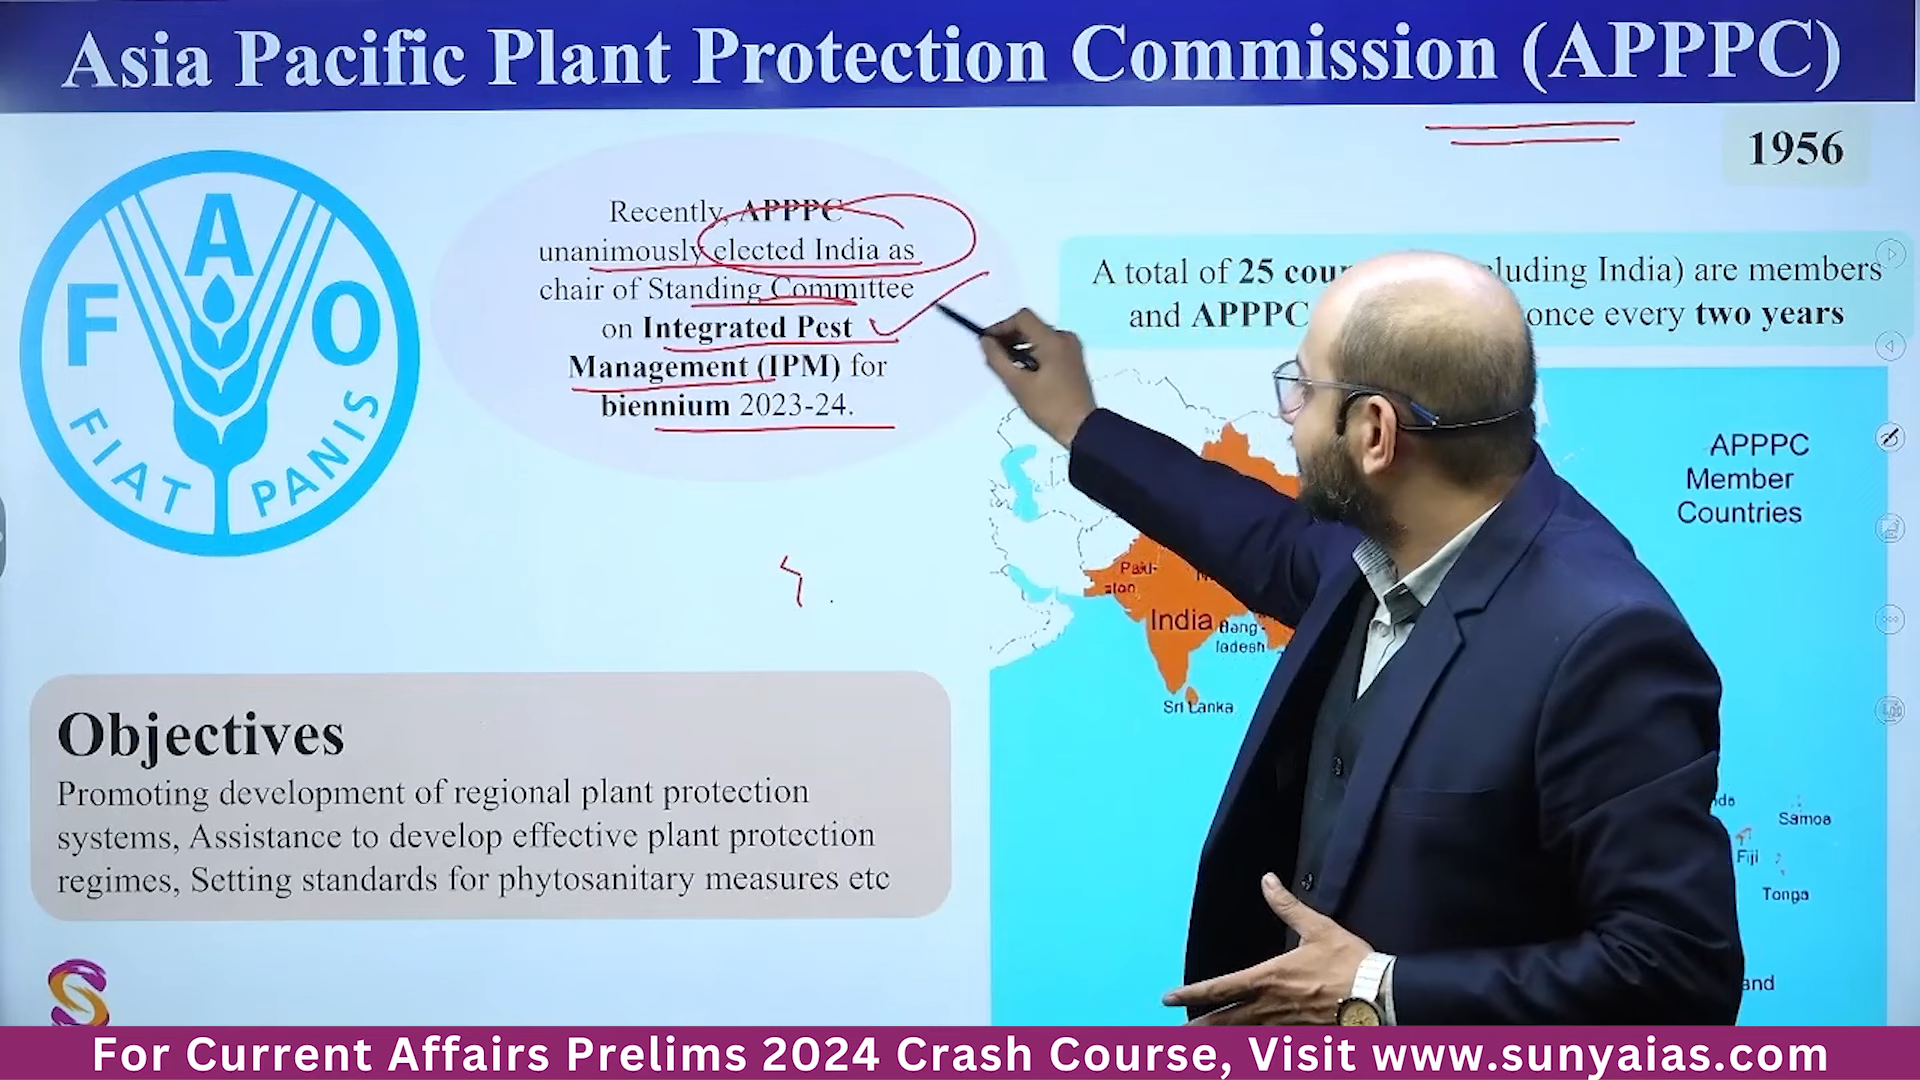 Asia Pacific Plant Protection Commission (APPPC)
1956
FAO
FIAT PANIS
Recently, APPPC
unanimously elected India as
chair of Standing Committee
on Integrated Pest
Management (IPM) for
biennium 2023-24.
A total of 25 India) are members
and APPPC once every two years
APPPC
Member
Countries
India
Sri Lanka
Samoa
Fiji
Tonga
Objectives
Promoting development of regional plant protection
systems, Assistance to develop effective plant protection
regimes, Setting standards for phytosanitary measures etc
For Current Affairs Prelims 2024 Crash Course, Visit www.sunyaias.com